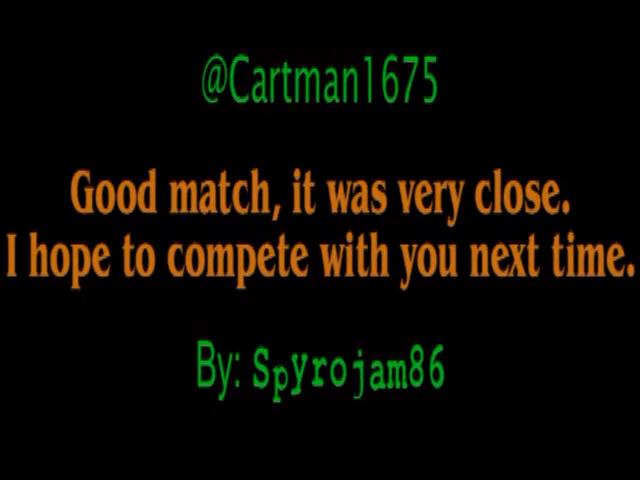 @Cartman1675
Good match, it was very close.
I hope to compete with you next time.
By: Spyrojam86